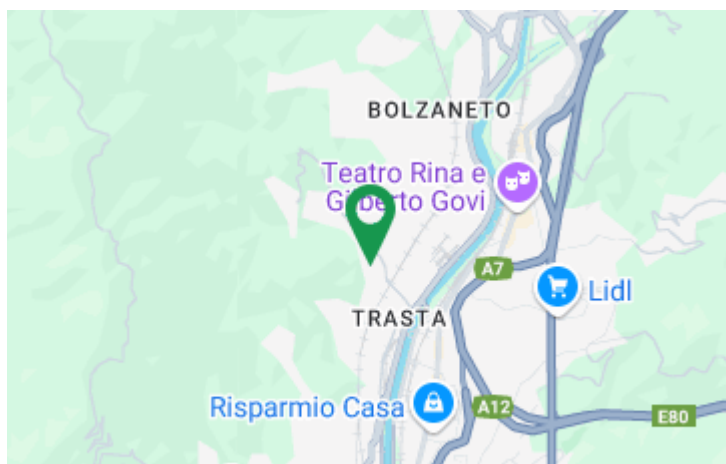 BOLZANETO
Teatro Rina e
Gilberto Govi
A7
Lidl
TRASTA
Risparmio Casa
A12
E80